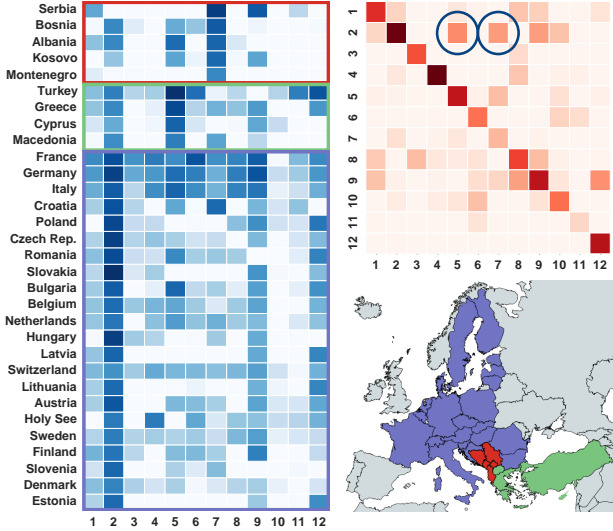 Serbia
Bosnia
Albania
Kosovo
Montenegro
Turkey
Greece
Cyprus
Macedonia
France
Germany
Italy
Croatia
Poland
Czech Rep.
Romania
Slovakia
Bulgaria
Belgium
Netherlands
Hungary
Latvia
Switzerland
Lithuania
Austria
Holy See
Sweden
Finland
Slovenia
Denmark
Estonia
1 2 3 4 5 6 7 8 9 10 11 12
1
2
3
4
5
6
7
8
9
10
11
12
1 2 3 4 5 6 7 8 9 10 11 12